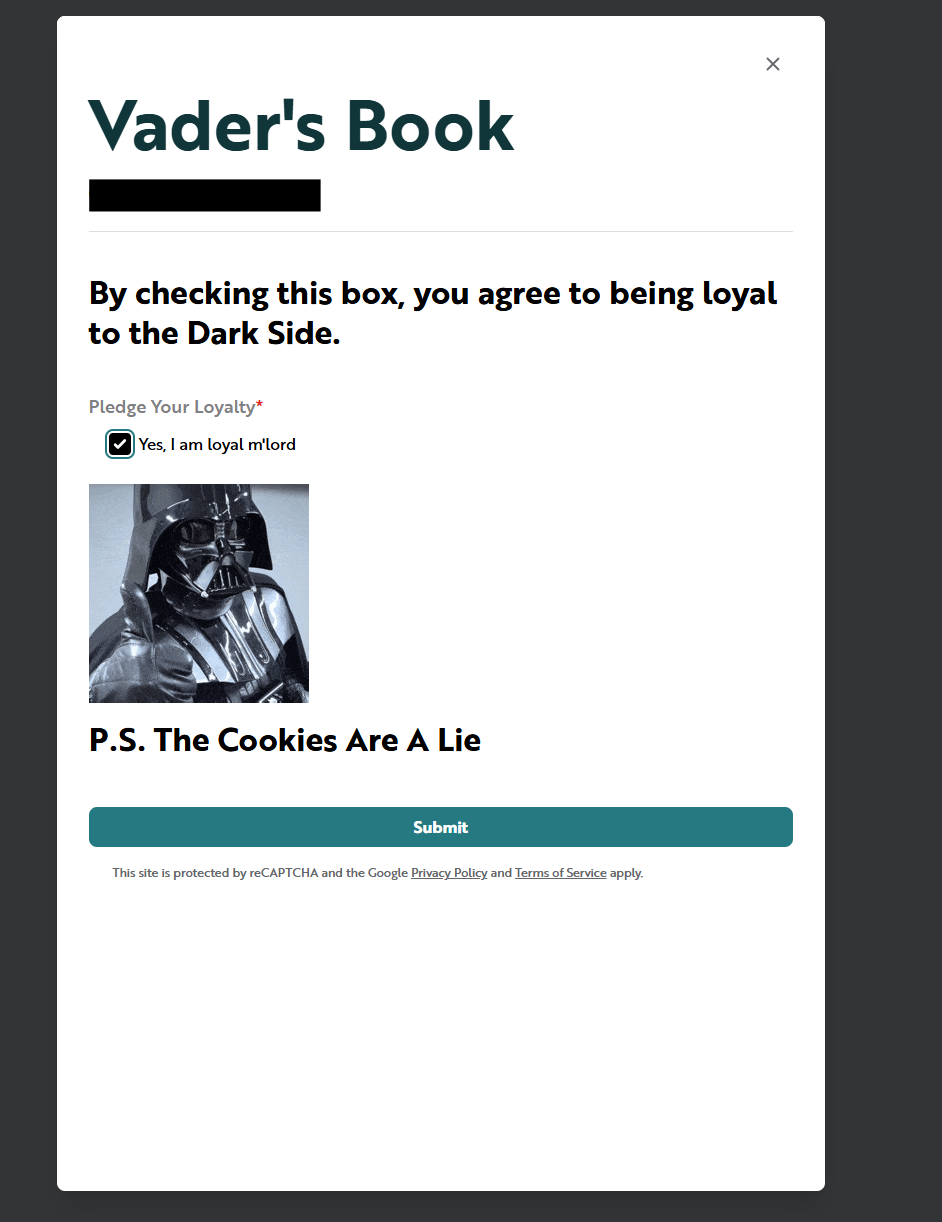 Vader's Book
By checking this box, you agree to being loyal
to the Dark Side.
Pledge Your Loyalty*
Yes, I am loyal m'lord
P.S. The Cookies Are A Lie
Submit
This site is protected by reCAPTCHA and the Google Privacy Policy and Terms of Service apply.